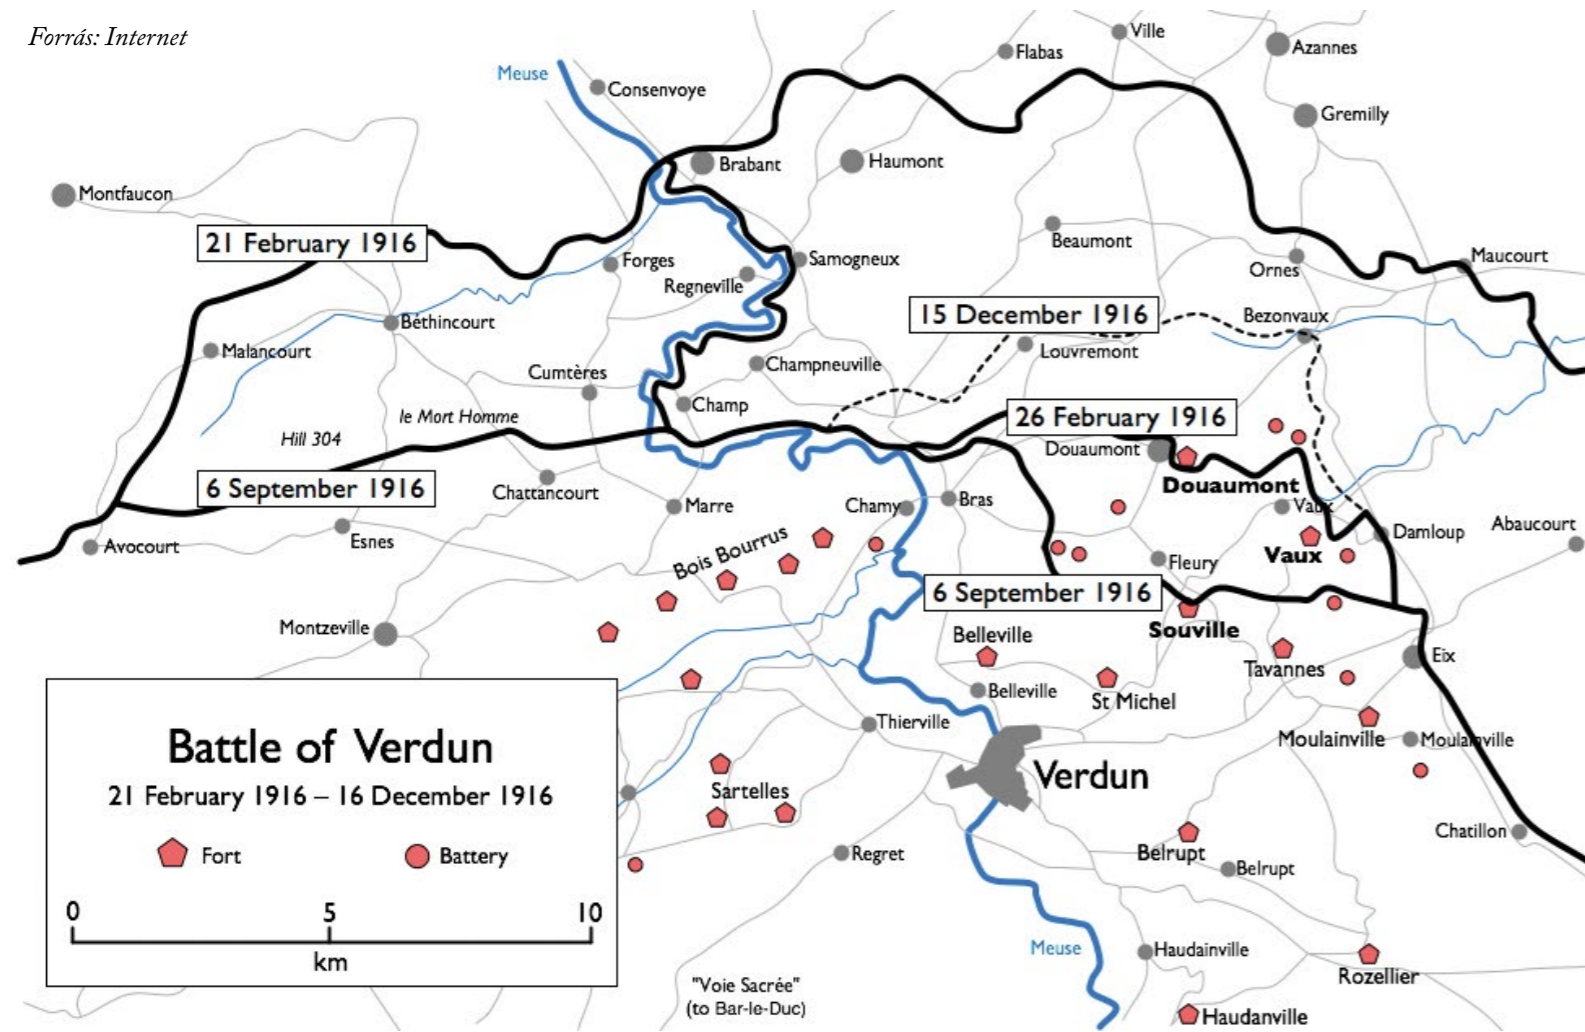 Forrás: Internet
Ville
Azannes
Flabas
Meuse
Consenvoye
Gremilly
Brabant
Haumont
Montfaucon
21 February 1916
Beaumont
Forges
Samogneux
Maucourt
Ornes
Regneville
15 December 1916
Bezonvaux
Béthincourt
Malancourt
Louvremont
Champneuville
Cumtères
Champ
le Mort Homme
26 February 1916
Hill 304
Douaumont
Douaumont
6 September 1916
Chattancourt
Marre
Chamy
Bras
Vaux
Abaucourt
Damloup
Esnes
Avocourt
Bois Bourrus
Vaux
Fleury
6 September 1916
Montzeville
Belleville
Souville
Eix
Tavannes
Belleville
St Michel
Thierville
Moulainville
Moulainville
Battle of Verdun
21 February 1916 – 16 December 1916
Verdun
Sartelles
Fort
Battery
Chatillon
Regret
Belrupt
Belrupt
0 5 10
km
Meuse
Haudainville
Rozellier
"Voie Sacrée"
(to Bar-le-Duc)
Haudanville